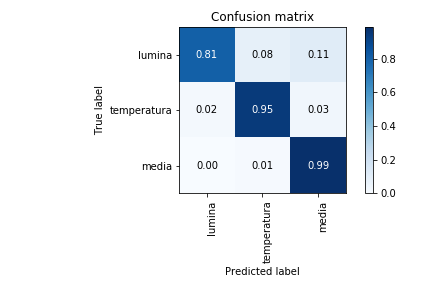 Confusion matrix
True label
lumina 0.81 0.08 0.11
temperatura 0.02 0.95 0.03
media 0.00 0.01 0.99
lumina temperatura media
Predicted label
0.8
0.6
0.4
0.2
0.0